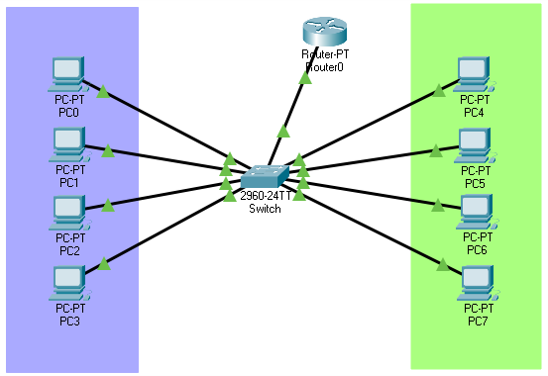 Router-PT
Router0
PC-PT
PC0
PC-PT
PC1
PC-PT
PC2
PC-PT
PC3
2960-24TT
Switch
PC-PT
PC4
PC-PT
PC5
PC-PT
PC6
PC-PT
PC7